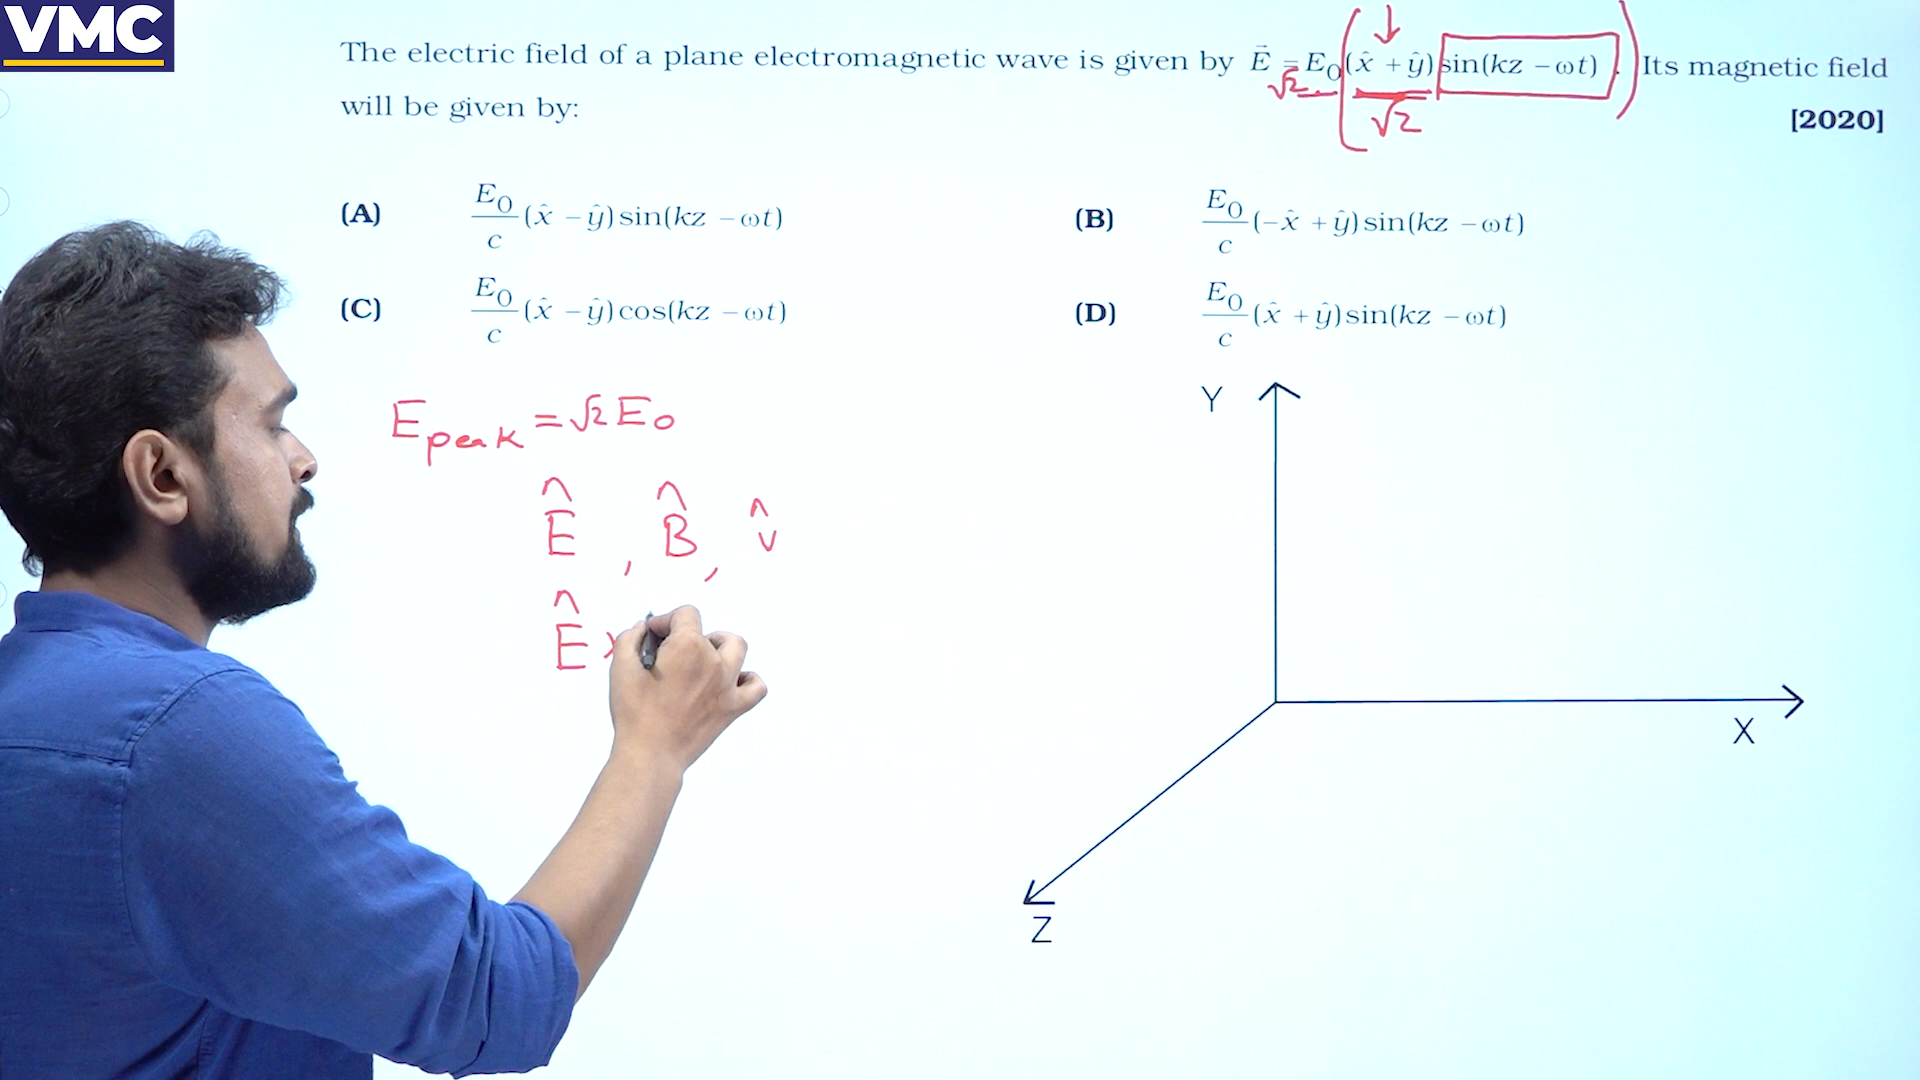 VMC
The electric field of a plane electromagnetic wave is given by E⃗ = E₀(x̂ + ŷ) sin(kz − ωt). Its magnetic field
√2
√2
will be given by:
[2020]
(A) E₀/c (x̂ − ŷ) sin(kz − ωt)
(B) E₀/c (−x̂ + ŷ) sin(kz − ωt)
(C) E₀/c (x̂ − ŷ) cos(kz − ωt)
(D) E₀/c (x̂ + ŷ) sin(kz − ωt)
E peak = √2 E₀
Ê , B̂ , v̂
Ê ×
Y
X
Z